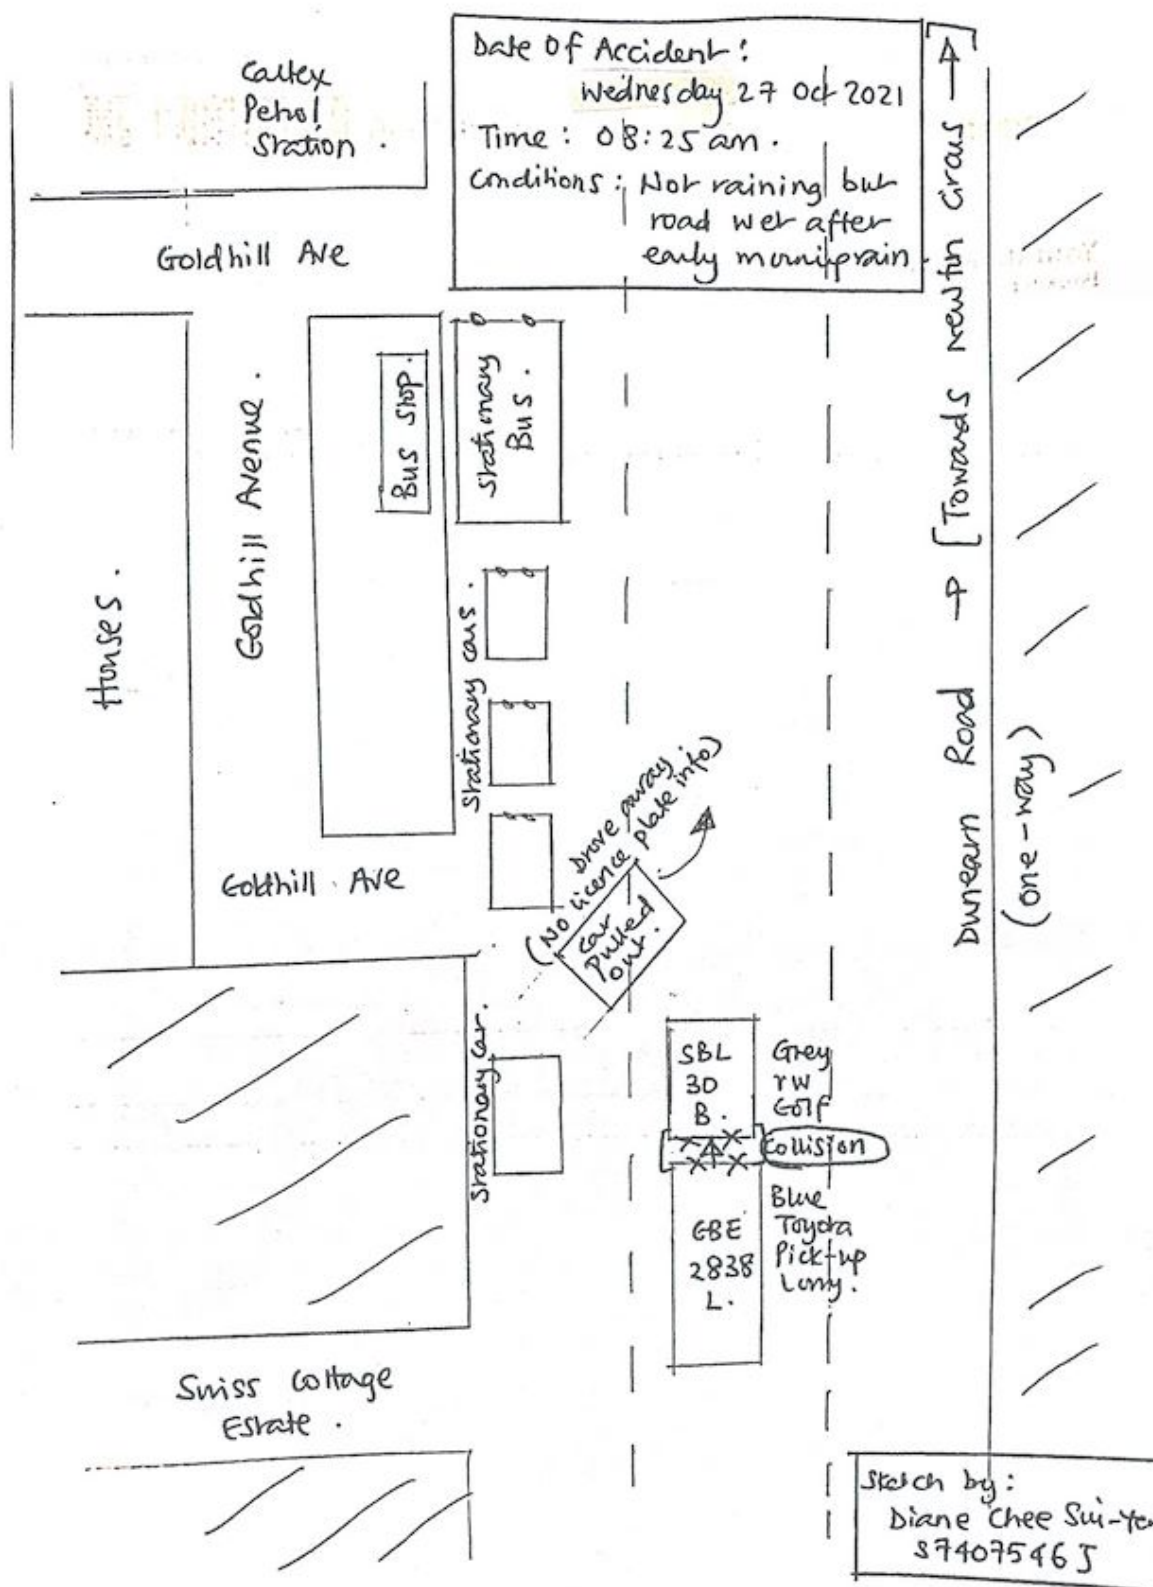 Caltex
Petrol
Station.
Date Of Accident:
Wednesday 27 Oct 2021
Time: 08:25 am.
Conditions: Not raining but
road wet after
early morning rain.
Goldhill Ave
Goldhill Avenue.
Houses.
Bus Stop.
Stationary
Bus.
Stationary cars.
Goldhill Ave
Drove away.
(No licence plate info)
Car
Pulled
out.
Dunearn Road → [Towards Newton Circus →]
(one-way)
Stationary car.
SBL
30
B.
Grey
VW
Golf
Collision
GBE
2838
L.
Blue
Toyota
Pick-up
Lorry.
Swiss Cottage
Estate.
Sketch by:
Diane Chee Sui-
S7407546J